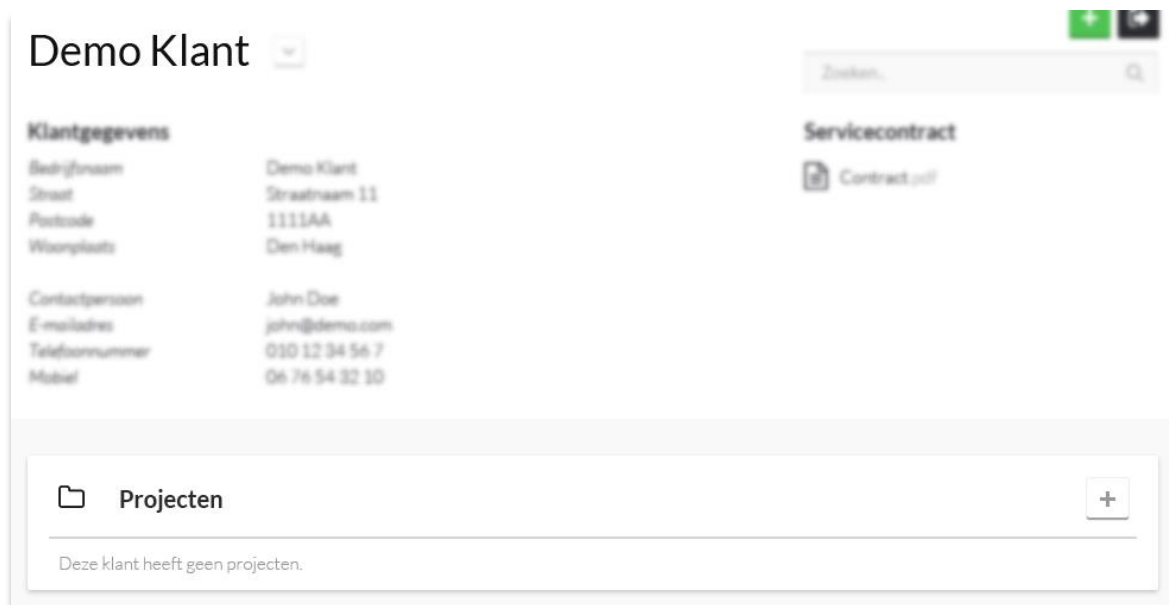 Demo Klant
Zoeken..
Klantgegevens
Bedrijfsnaam Demo Klant
Straat Straatnaam 11
Postcode 1111AA
Woonplaats Den Haag
Contactpersoon John Doe
E-mailadres john@demo.com
Telefoonnummer 010 12 34 56 7
Mobiel 06 76 54 32 10
Servicecontract
Contract.pdf
Projecten
Deze klant heeft geen projecten.